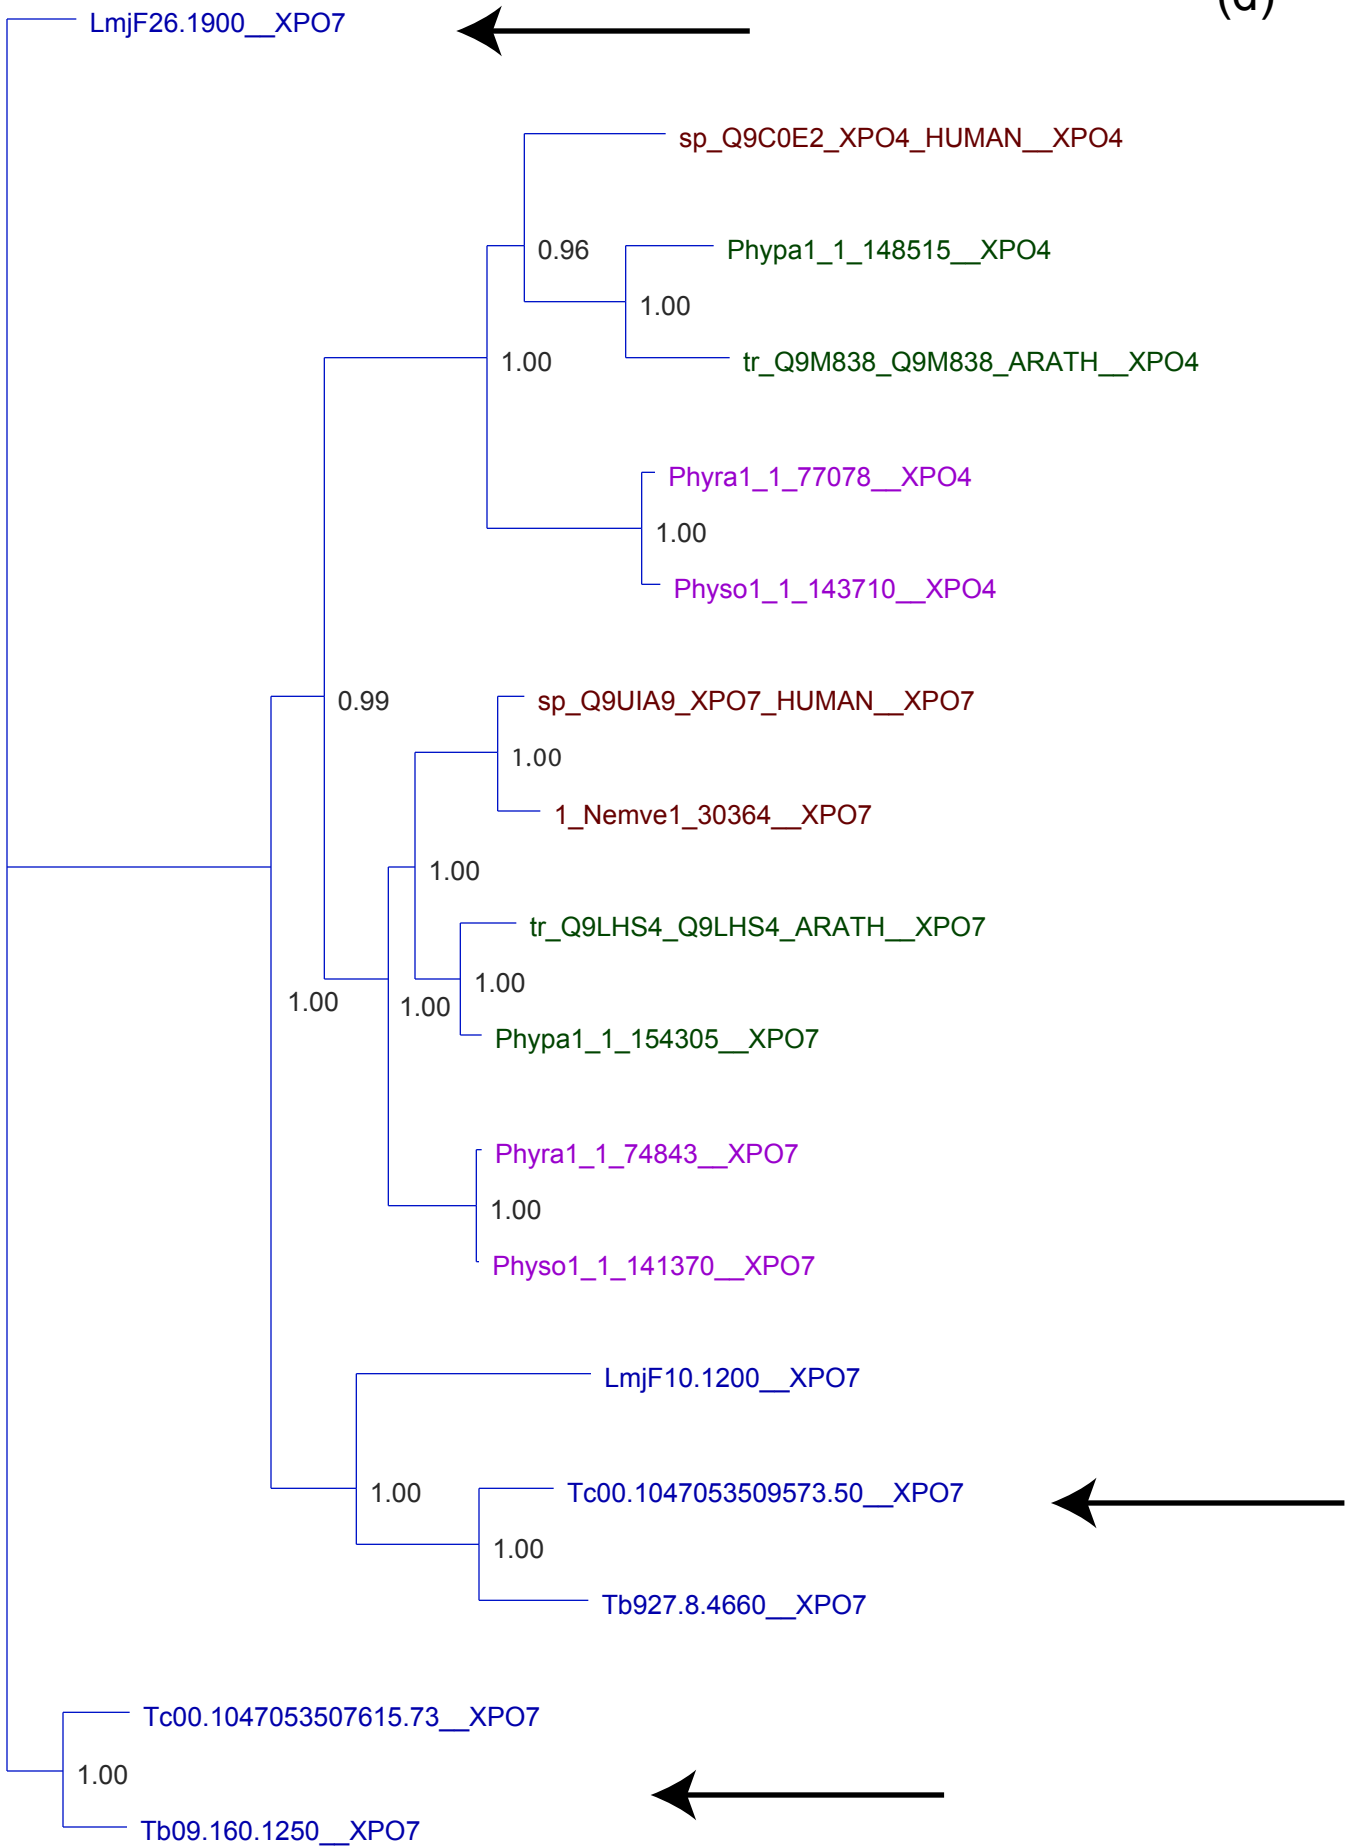 (d)
LmjF26.1900__XPO7
sp_Q9C0E2_XPO4_HUMAN__XPO4
0.96
Phypa1_1_148515__XPO4
1.00
1.00
tr_Q9M838_Q9M838_ARATH__XPO4
Phyra1_1_77078__XPO4
1.00
Physo1_1_143710__XPO4
0.99
sp_Q9UIA9_XPO7_HUMAN__XPO7
1.00
1_Nemve1_30364__XPO7
1.00
tr_Q9LHS4_Q9LHS4_ARATH__XPO7
1.00
1.00
1.00
Phypa1_1_154305__XPO7
Phyra1_1_74843__XPO7
1.00
Physo1_1_141370__XPO7
LmjF10.1200__XPO7
1.00
Tc00.1047053509573.50__XPO7
1.00
Tb927.8.4660__XPO7
Tc00.1047053507615.73__XPO7
1.00
Tb09.160.1250__XPO7